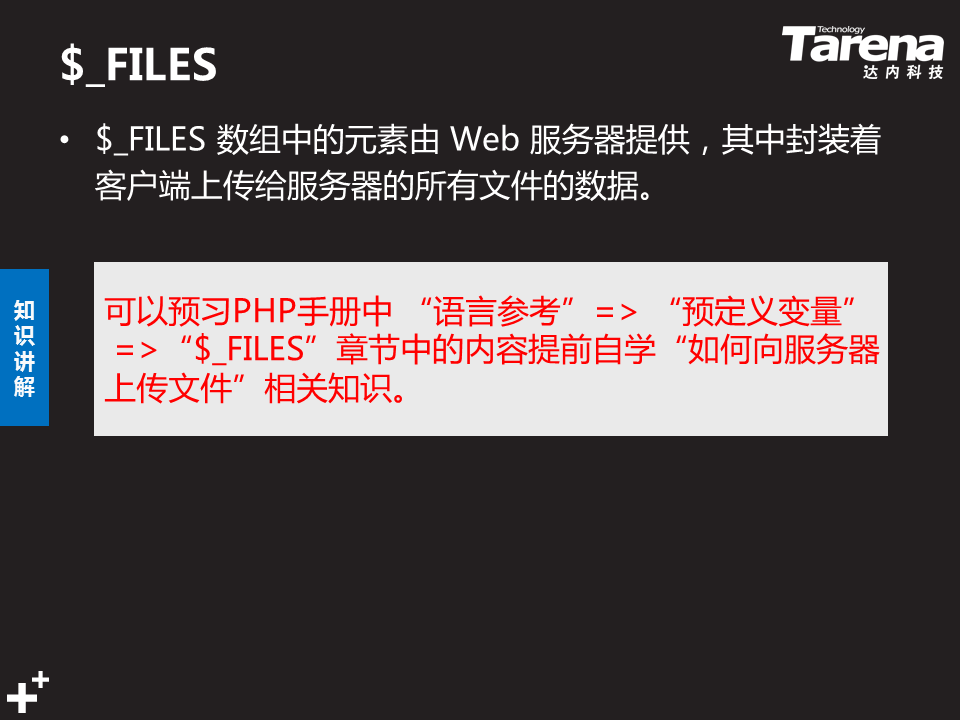 $_FILES
Technology
Tarena
达内科技
• $_FILES 数组中的元素由 Web 服务器提供，其中封装着
客户端上传给服务器的所有文件的数据。
知
识
讲
解
可以预习PHP手册中 “语言参考” => “预定义变量”
=> “$_FILES” 章节中的内容提前自学 “如何向服务器
上传文件” 相关知识。